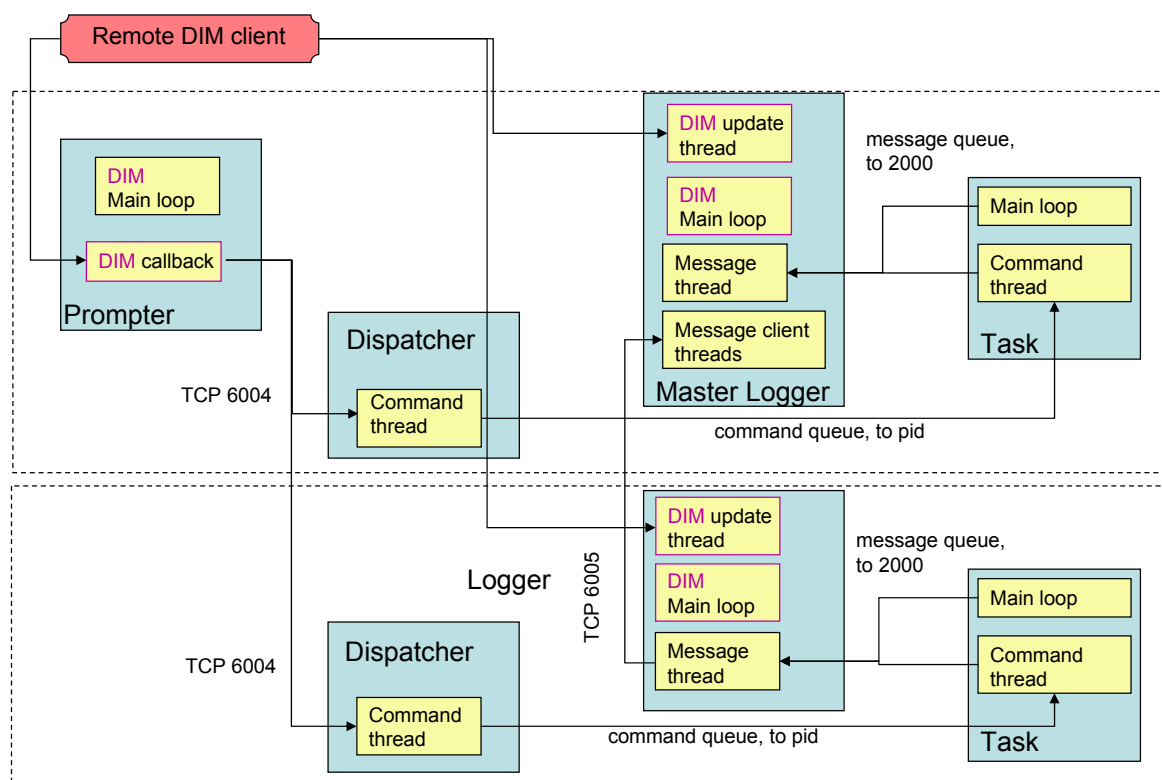 Remote DIM client
DIM
Main loop
DIM callback
Prompter
TCP 6004
Dispatcher
Command
thread
DIM update
thread
DIM
Main loop
Message
thread
Message client
threads
Master Logger
message queue,
to 2000
Main loop
Command
thread
Task
command queue, to pid
TCP 6004
Dispatcher
Command
thread
Logger
TCP 6005
DIM update
thread
DIM
Main loop
Message
thread
message queue,
to 2000
Main loop
Command
thread
Task
command queue, to pid